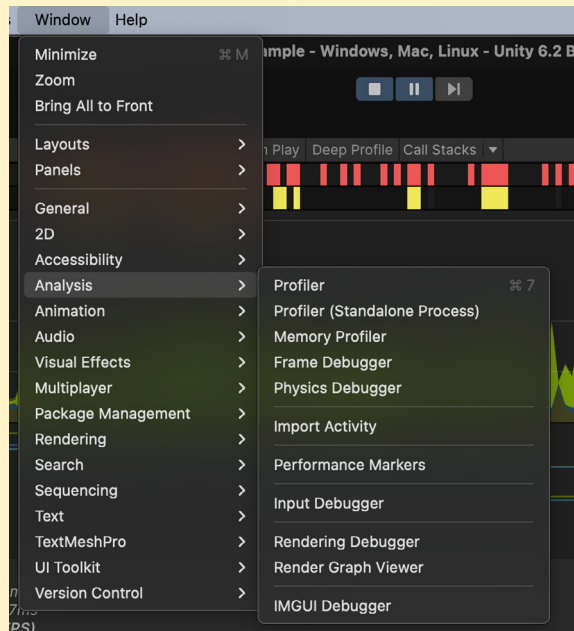 Window Help
ample - Windows, Mac, Linux - Unity 6.2 B
Minimize ⌘ M
Zoom
Bring All to Front
Layouts
Panels
General
2D
Accessibility
Analysis
Animation
Audio
Visual Effects
Multiplayer
Package Management
Rendering
Search
Sequencing
Text
TextMeshPro
UI Toolkit
Version Control
n Play Deep Profile Call Stacks
Profiler ⌘ 7
Profiler (Standalone Process)
Memory Profiler
Frame Debugger
Physics Debugger
Import Activity
Performance Markers
Input Debugger
Rendering Debugger
Render Graph Viewer
IMGUI Debugger
7ms
PS)